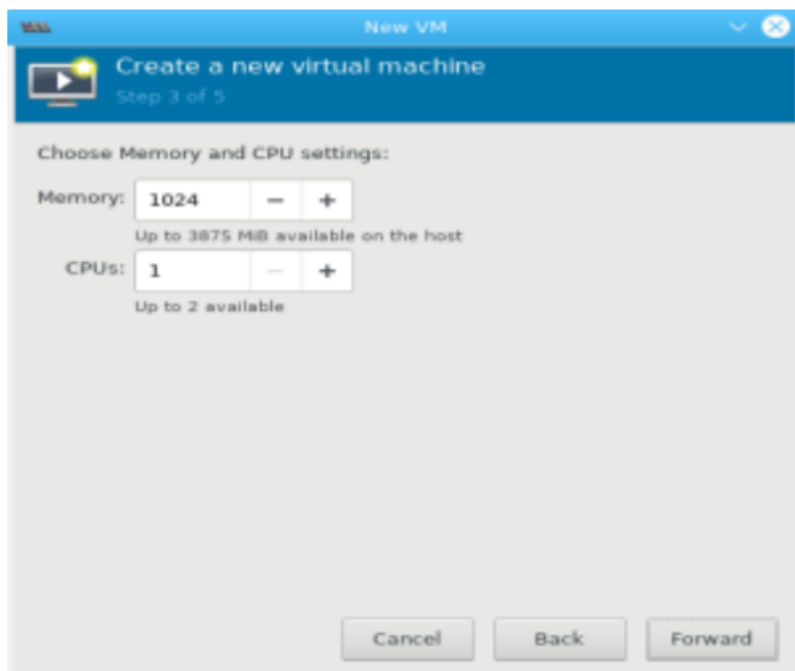 New VM
Create a new virtual machine
Step 3 of 5
Choose Memory and CPU settings:
Memory: 1024 − +
Up to 3875 MiB available on the host
CPUs: 1 − +
Up to 2 available
Cancel Back Forward